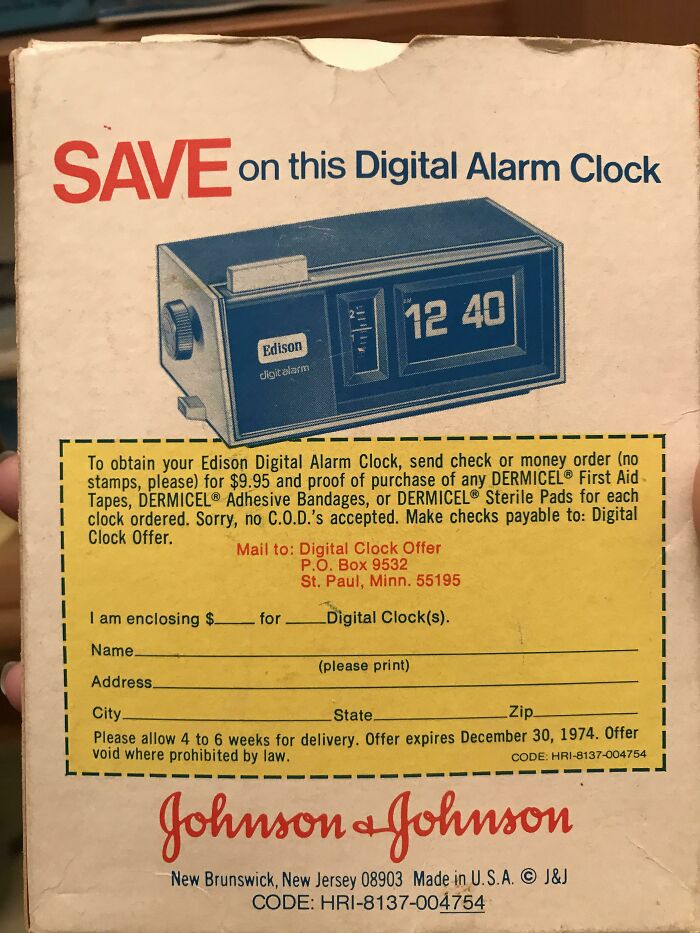 SAVE on this Digital Alarm Clock
AM
12 40
2
Edison
digit alarm
To obtain your Edison Digital Alarm Clock, send check or money order (no
stamps, please) for $9.95 and proof of purchase of any DERMICEL® First Aid
Tapes, DERMICEL® Adhesive Bandages, or DERMICEL® Sterile Pads for each
clock ordered. Sorry, no C.O.D.'s accepted. Make checks payable to: Digital
Clock Offer.
Mail to: Digital Clock Offer
P.O. Box 9532
St. Paul, Minn. 55195
I am enclosing $____ for ____Digital Clock(s).
Name
(please print)
Address
City State Zip
Please allow 4 to 6 weeks for delivery. Offer expires December 30, 1974. Offer
void where prohibited by law. CODE: HRI-8137-004754
Johnson & Johnson
New Brunswick, New Jersey 08903 Made in U.S.A. © J&J
CODE: HRI-8137-004754